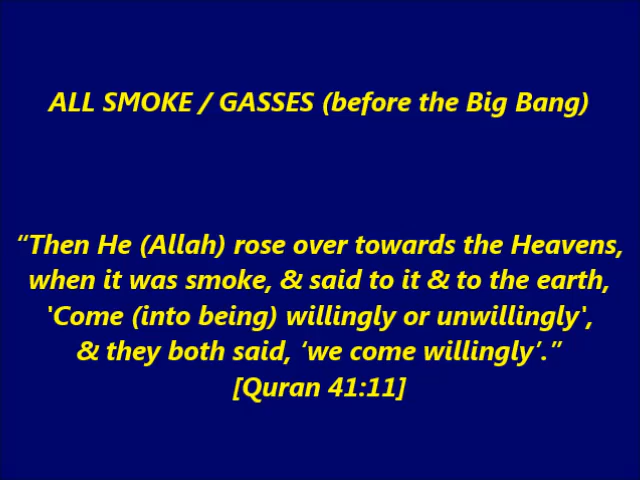 ALL SMOKE / GASSES (before the Big Bang)
“Then He (Allah) rose over towards the Heavens,
when it was smoke, & said to it & to the earth,
'Come (into being) willingly or unwillingly',
& they both said, ‘we come willingly’.”
[Quran 41:11]